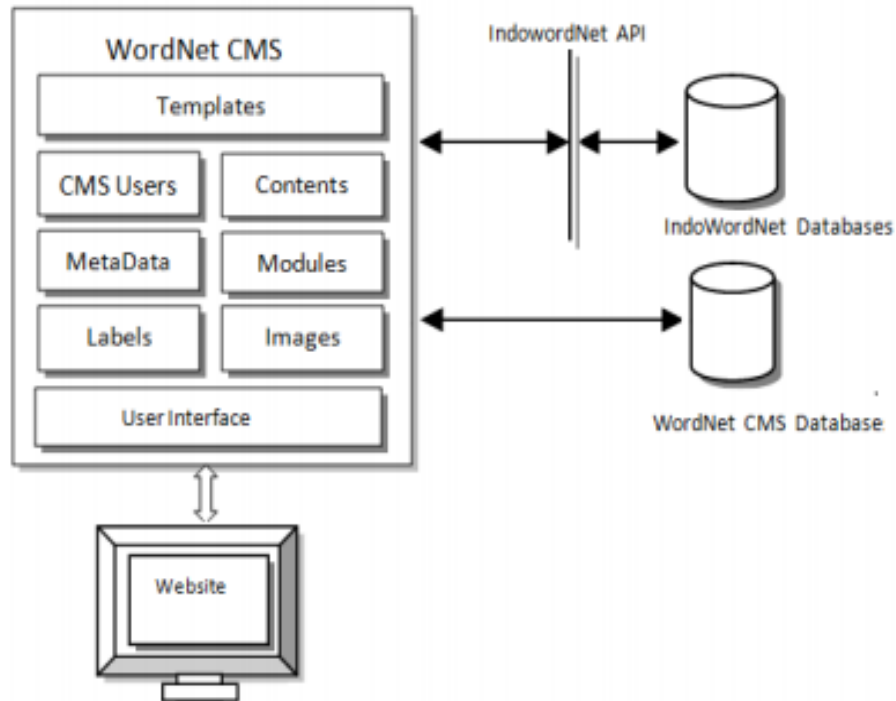 WordNet CMS
Templates
CMS Users
Contents
MetaData
Modules
Labels
Images
User Interface
Website
IndowordNet API
IndoWordNet Databases
WordNet CMS Database